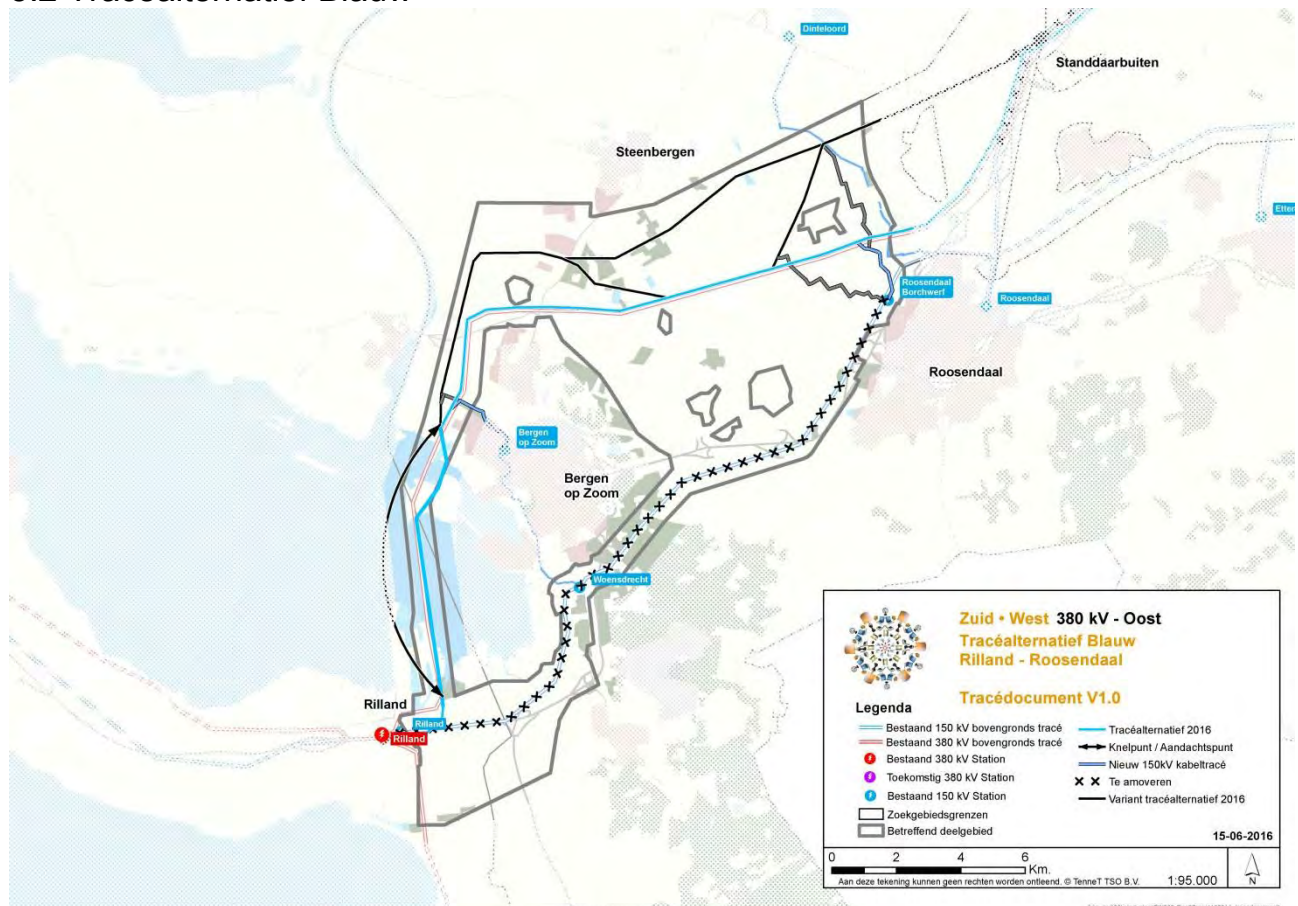 Tracéalternatief Blauw
Dinteloord
Standdaarbuiten
Steenbergen
Etten
Roosendaal
Borchwerf
Roosendaal
Roosendaal
Bergen
op Zoom
Bergen
op Zoom
Woensdrecht
Rilland
Rilland
Rilland
Zuid • West 380 kV - Oost
Tracéalternatief Blauw
Rilland - Roosendaal
Tracédocument V1.0
Legenda
Bestaand 150 kV bovengronds tracé
Bestaand 380 kV bovengronds tracé
Bestaand 380 kV Station
Toekomstig 380 kV Station
Bestaand 150 kV Station
Zoekgebiedsgrenzen
Betreffend deelgebied
Tracéalternatief 2016
Knelpunt / Aandachtspunt
Nieuw 150kV kabeltracé
Te amoveren
Variant tracéalternatief 2016
15-06-2016
0 2 4 6
Km.
Aan deze tekening kunnen geen rechten worden ontleend. © TenneT TSO B.V.
1:95.000
N